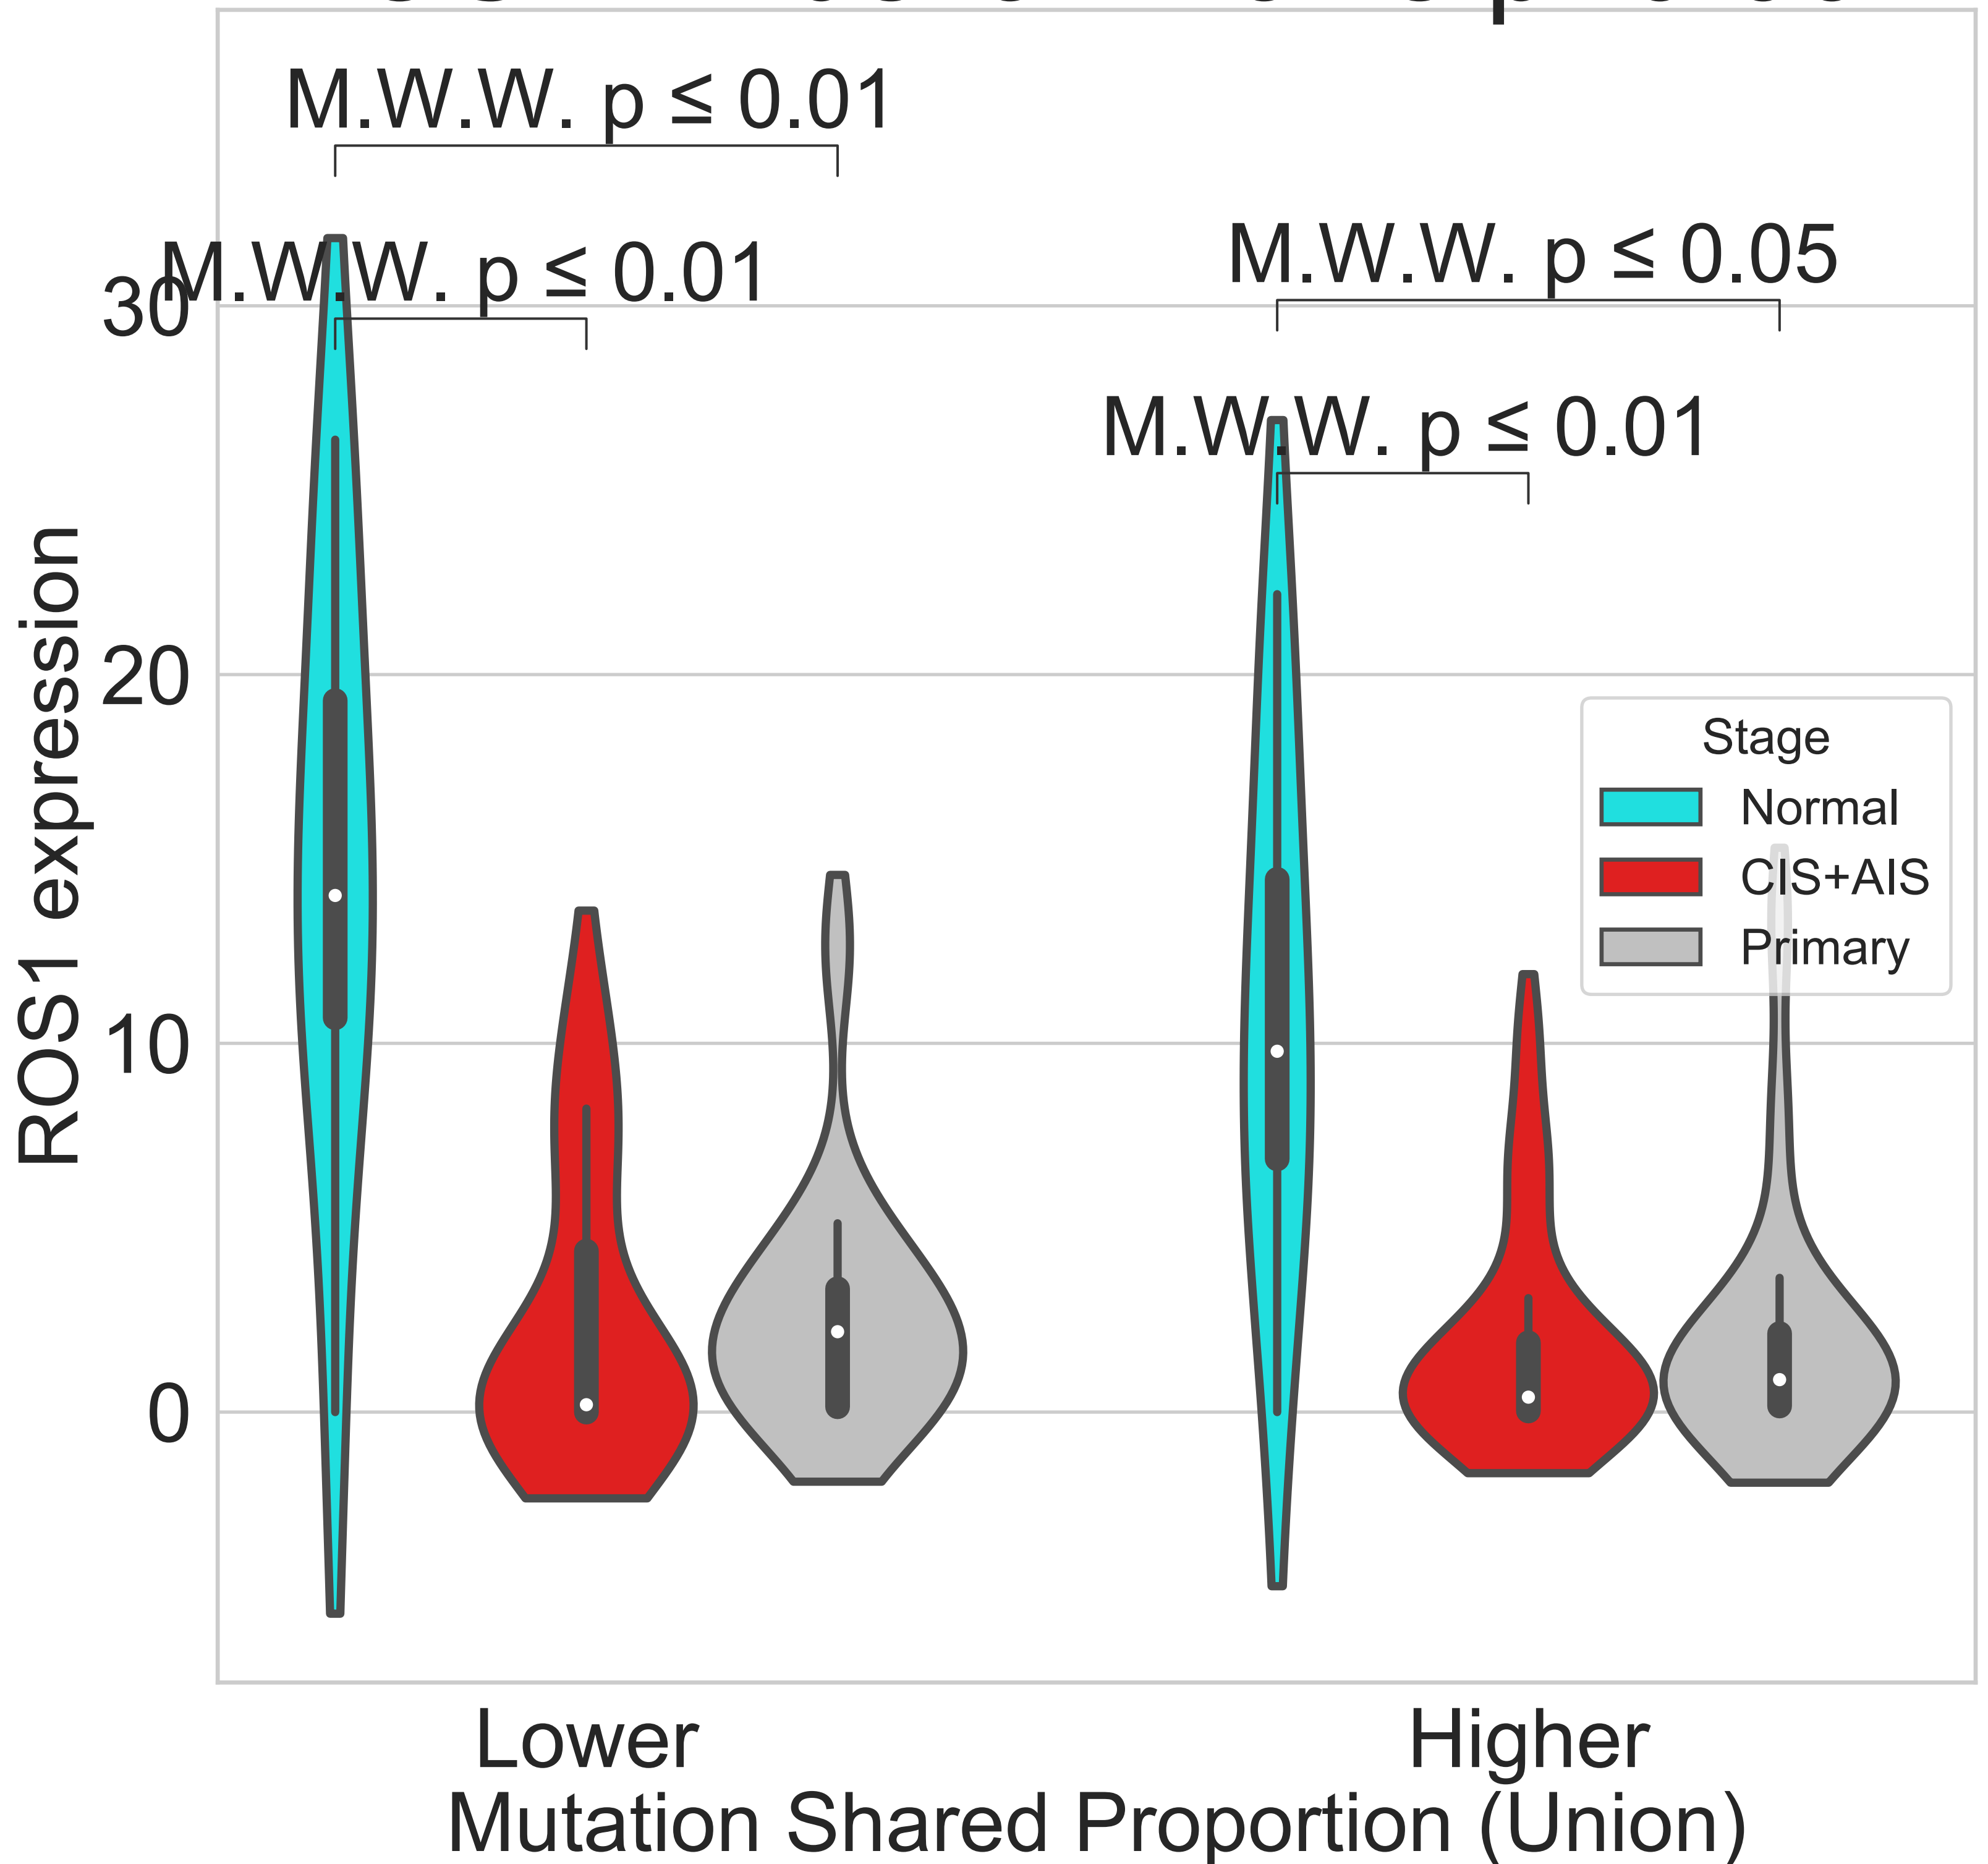 M.W.W. p ≤ 0.01
M.W.W. p ≤ 0.01
M.W.W. p ≤ 0.05
M.W.W. p ≤ 0.01
30
20
10
0
ROS1 expression
Stage
Normal
CIS+AIS
Primary
Lower
Higher
Mutation Shared Proportion (Union)